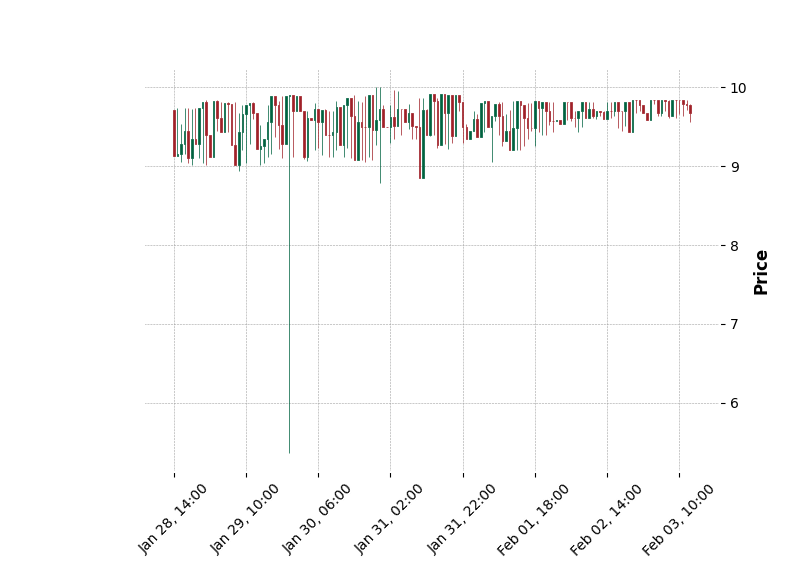 10
9
8
7
6
Price
Jan 28, 14:00
Jan 29, 10:00
Jan 30, 06:00
Jan 31, 02:00
Jan 31, 22:00
Feb 01, 18:00
Feb 02, 14:00
Feb 03, 10:00